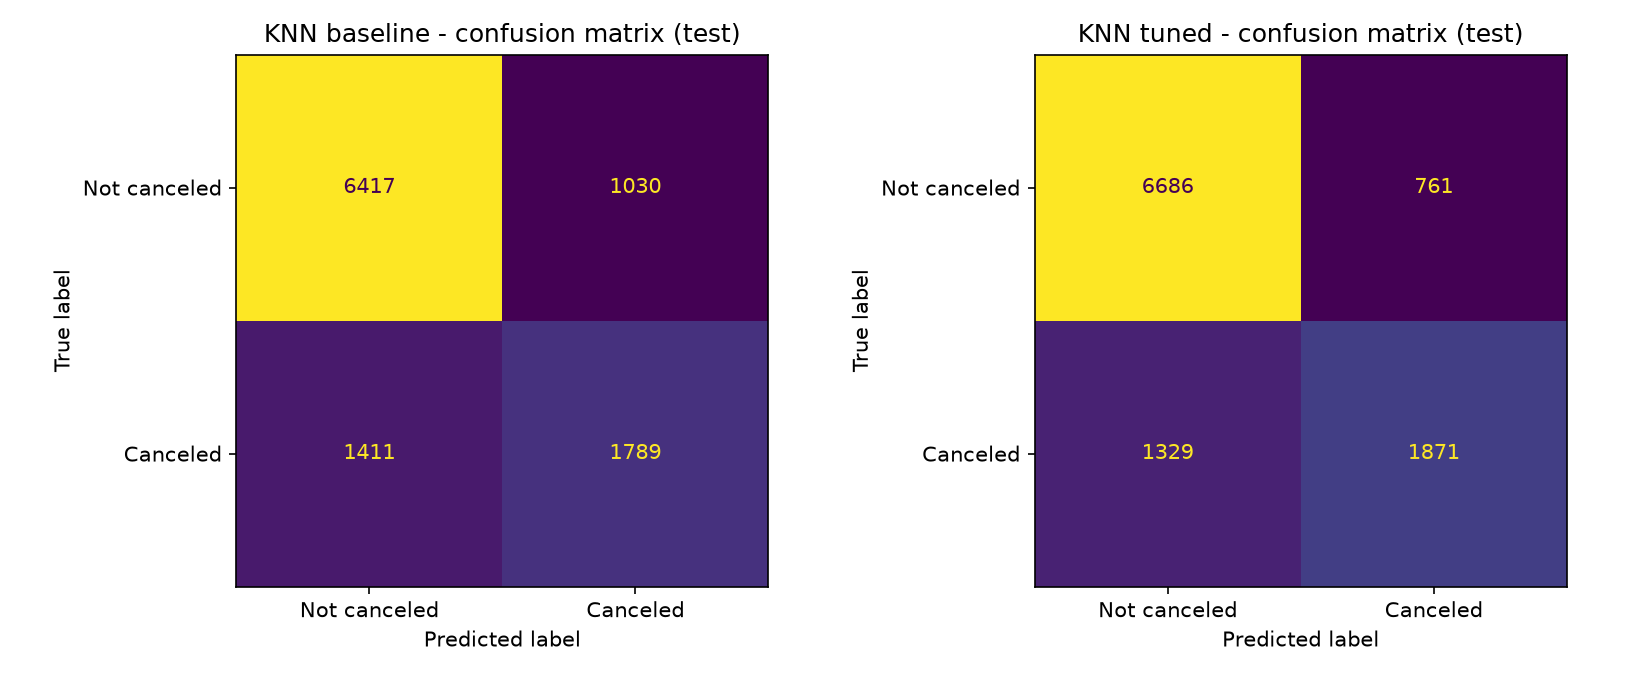 KNN baseline - confusion matrix (test)
True label
Not canceled
6417
1030
Canceled
1411
1789
Not canceled
Canceled
Predicted label
KNN tuned - confusion matrix (test)
True label
Not canceled
6686
761
Canceled
1329
1871
Not canceled
Canceled
Predicted label